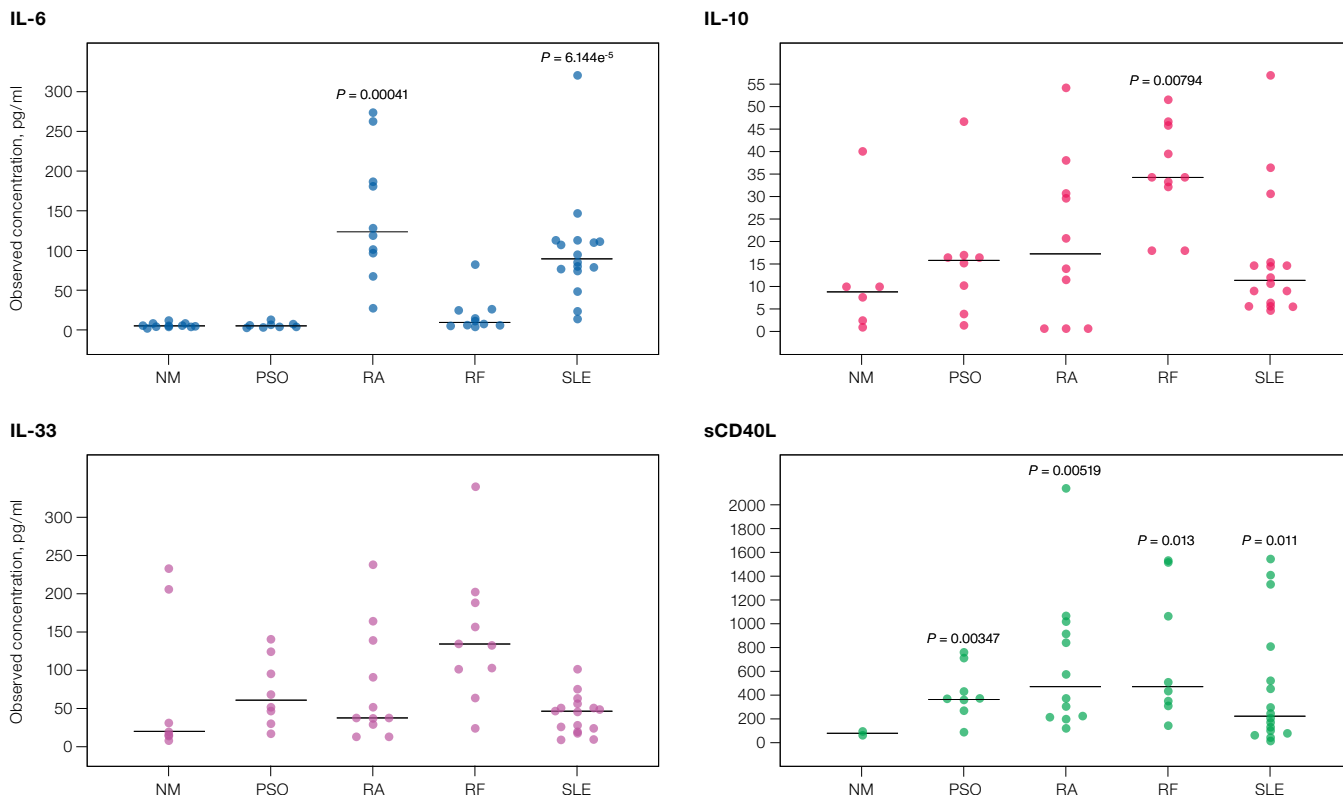 IL-6
Observed concentration, pg/ml
300
250
200
150
100
50
0
P = 0.00041
P = 6.144e-5
NM PSO RA RF SLE
IL-10
55
50
45
40
35
30
25
20
15
10
5
0
P = 0.00794
NM PSO RA RF SLE
IL-33
Observed concentration, pg/ml
300
250
200
150
100
50
0
NM PSO RA RF SLE
sCD40L
2000
1800
1600
1400
1200
1000
800
600
400
200
0
P = 0.00347
P = 0.00519
P = 0.013
P = 0.011
NM PSO RA RF SLE